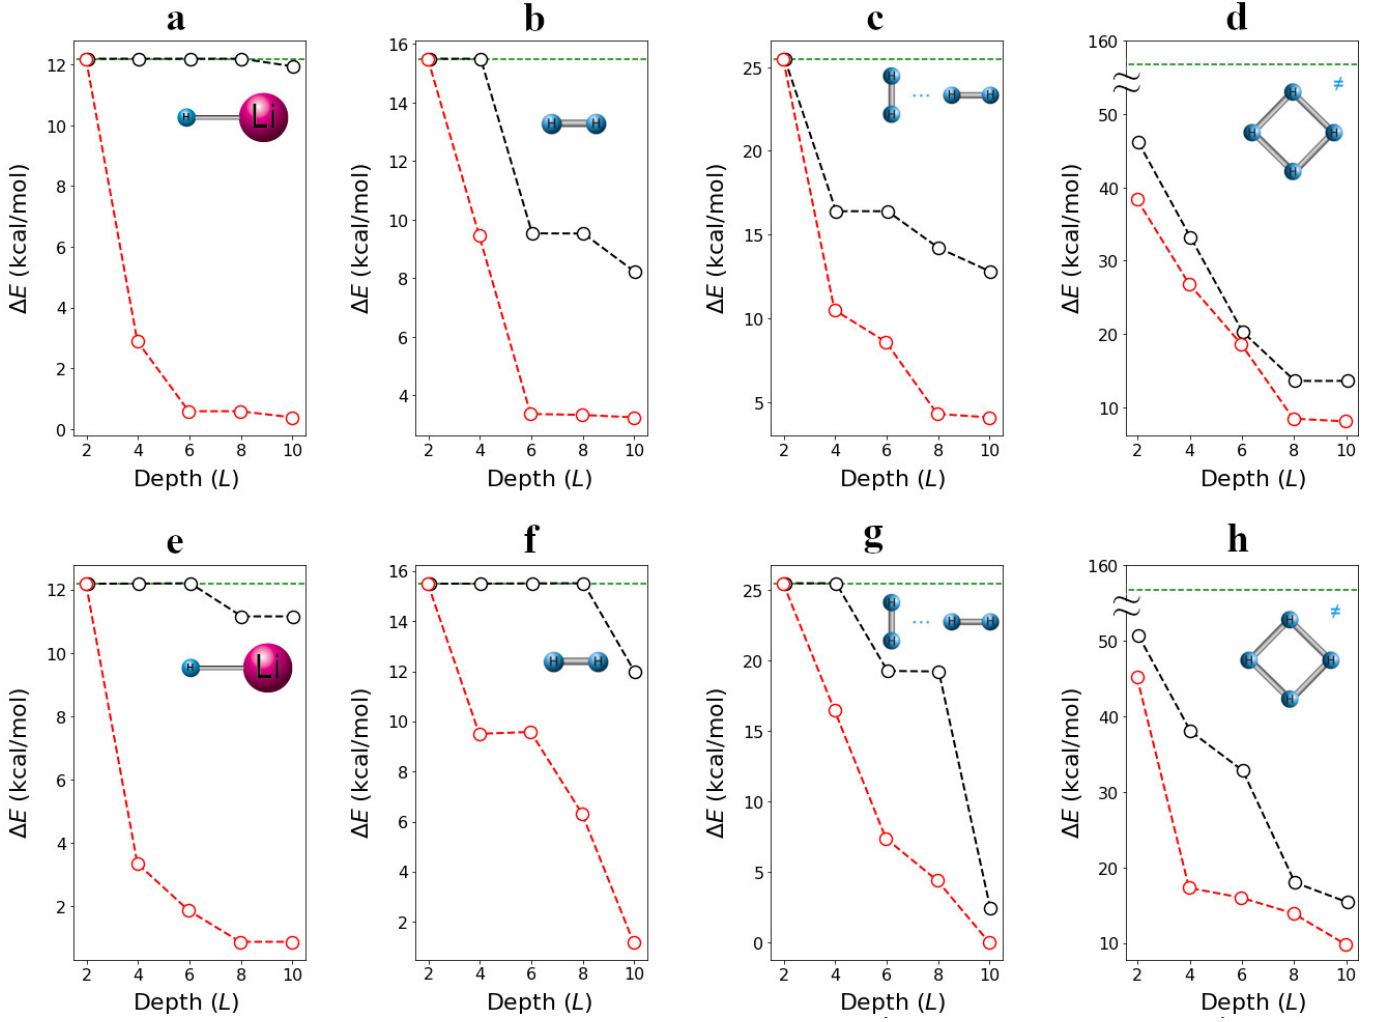 a
ΔE (kcal/mol)
12
10
8
6
4
2
0
H Li
2 4 6 8 10
Depth (L)
b
ΔE (kcal/mol)
16
14
12
10
8
6
4
H H
2 4 6 8 10
Depth (L)
c
ΔE (kcal/mol)
25
20
15
10
5
H
H
... H H
2 4 6 8 10
Depth (L)
d
ΔE (kcal/mol)
160
50
40
30
20
10
≠
H
H H
H
2 4 6 8 10
Depth (L)
e
ΔE (kcal/mol)
12
10
8
6
4
2
H Li
2 4 6 8 10
Depth (L)
f
ΔE (kcal/mol)
16
14
12
10
8
6
4
2
H H
2 4 6 8 10
Depth (L)
g
ΔE (kcal/mol)
25
20
15
10
5
0
H
H
... H H
2 4 6 8 10
Depth (L)
h
ΔE (kcal/mol)
160
50
40
30
20
10
≠
H
H H
H
2 4 6 8 10
Depth (L)